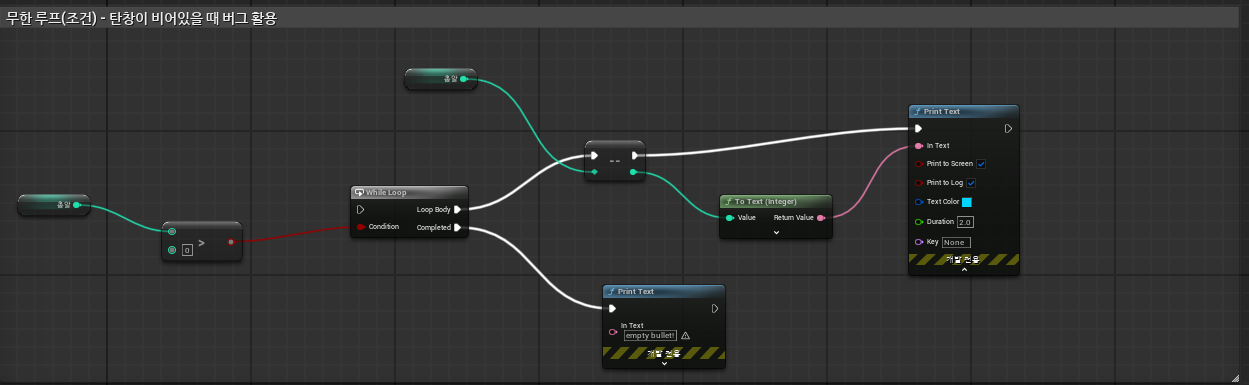 무한 루프(조건) - 탄창이 비어있을 때 버그 활용
총알
총알
0
>
While Loop
Loop Body
Condition
Completed
--
To Text (Integer)
Value
Return Value
Print Text
In Text
Print to Screen
Print to Log
Text Color
Duration 2.0
Key None
개발 전용
Print Text
In Text
empty bullet!
개발 전용